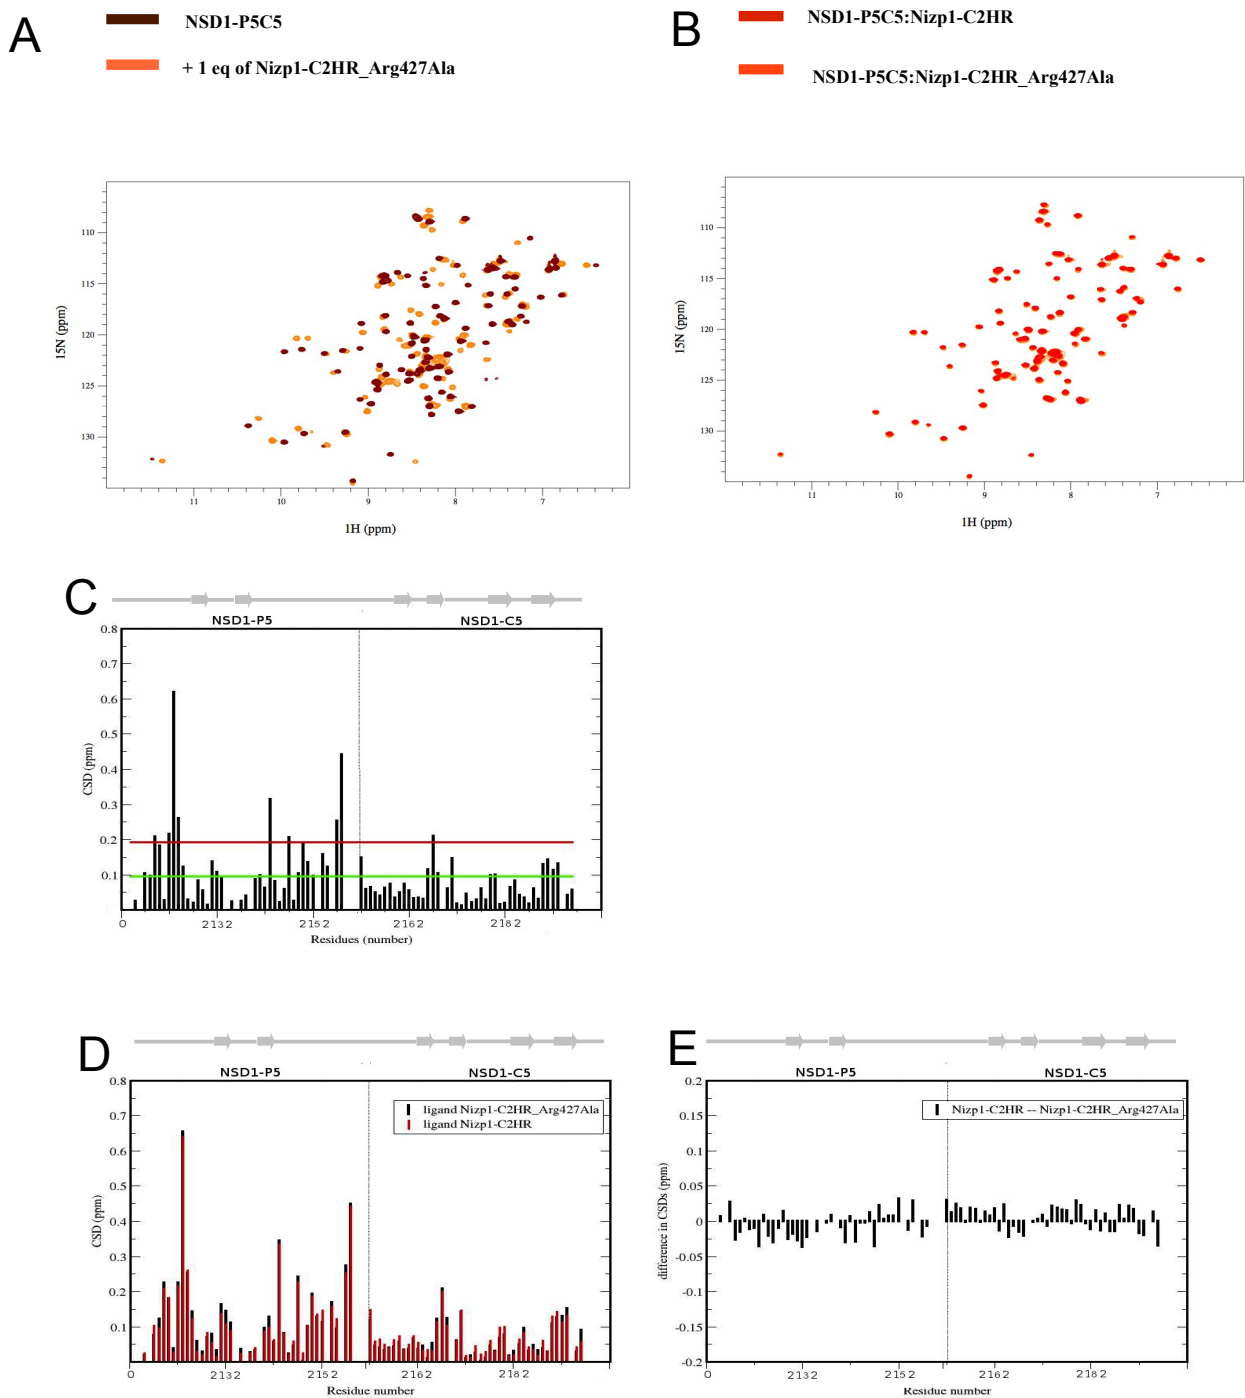 A
NSD1-P5C5
+ 1 eq of Nizp1-C2HR_Arg427Ala
110
115
120
125
130
15N (ppm)
11
10
9
8
7
1H (ppm)
B
NSD1-P5C5:Nizp1-C2HR
NSD1-P5C5:Nizp1-C2HR_Arg427Ala
110
115
120
125
130
15N (ppm)
11
10
9
8
7
1H (ppm)
C
NSD1-P5
NSD1-C5
0.8
0.7
0.6
0.5
0.4
0.3
0.2
0.1
CSD (ppm)
0
2132
2152
2162
2182
Residues (number)
D
NSD1-P5
NSD1-C5
ligand Nizp1-C2HR_Arg427Ala
ligand Nizp1-C2HR
0.8
0.7
0.6
0.5
0.4
0.3
0.2
0.1
CSD (ppm)
0
2132
2152
2162
2182
Residue number
E
NSD1-P5
NSD1-C5
Nizp1-C2HR -- Nizp1-C2HR_Arg427Ala
0.2
0.15
0.1
0.05
0
-0.05
-0.1
-0.15
-0.2
difference in CSDs (ppm)
0
2132
2152
2162
2182
Residue number